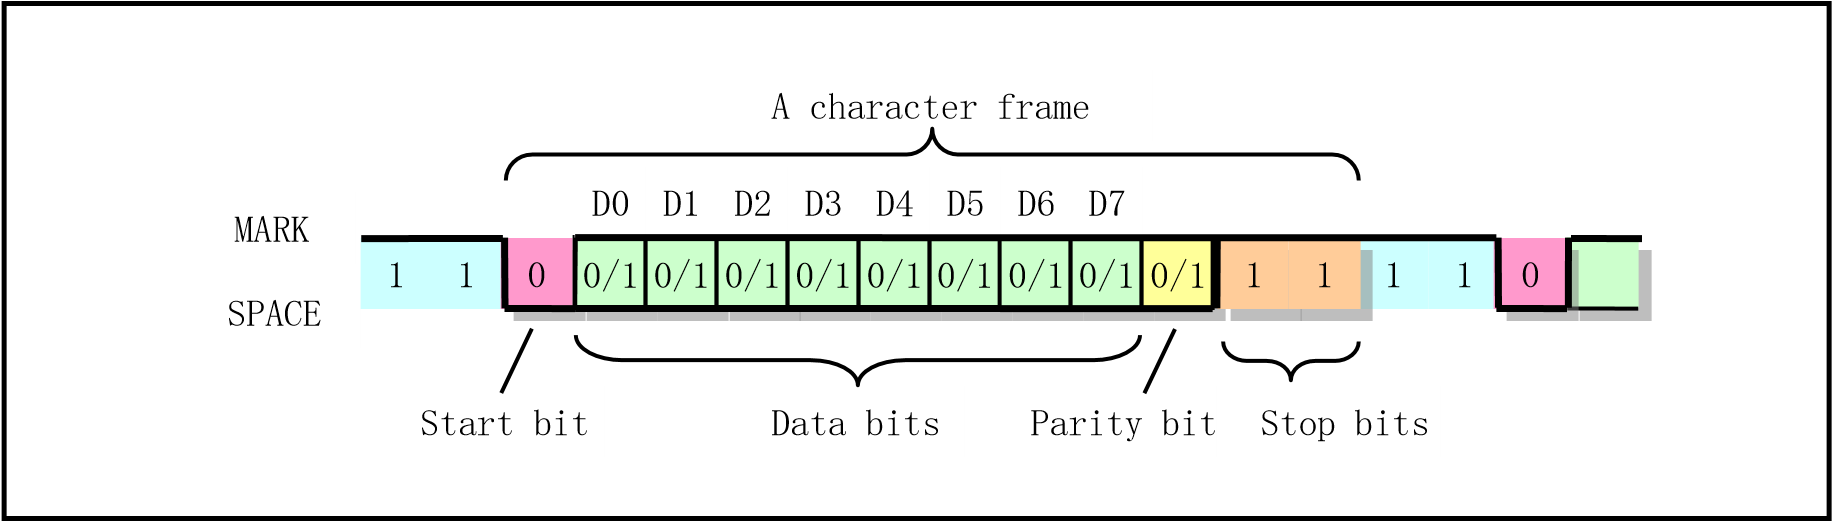 A character frame
D0 D1 D2 D3 D4 D5 D6 D7
MARK
1 1 0 0/1 0/1 0/1 0/1 0/1 0/1 0/1 0/1 0/1 1 1 1 1 0
SPACE
Start bit Data bits Parity bit Stop bits